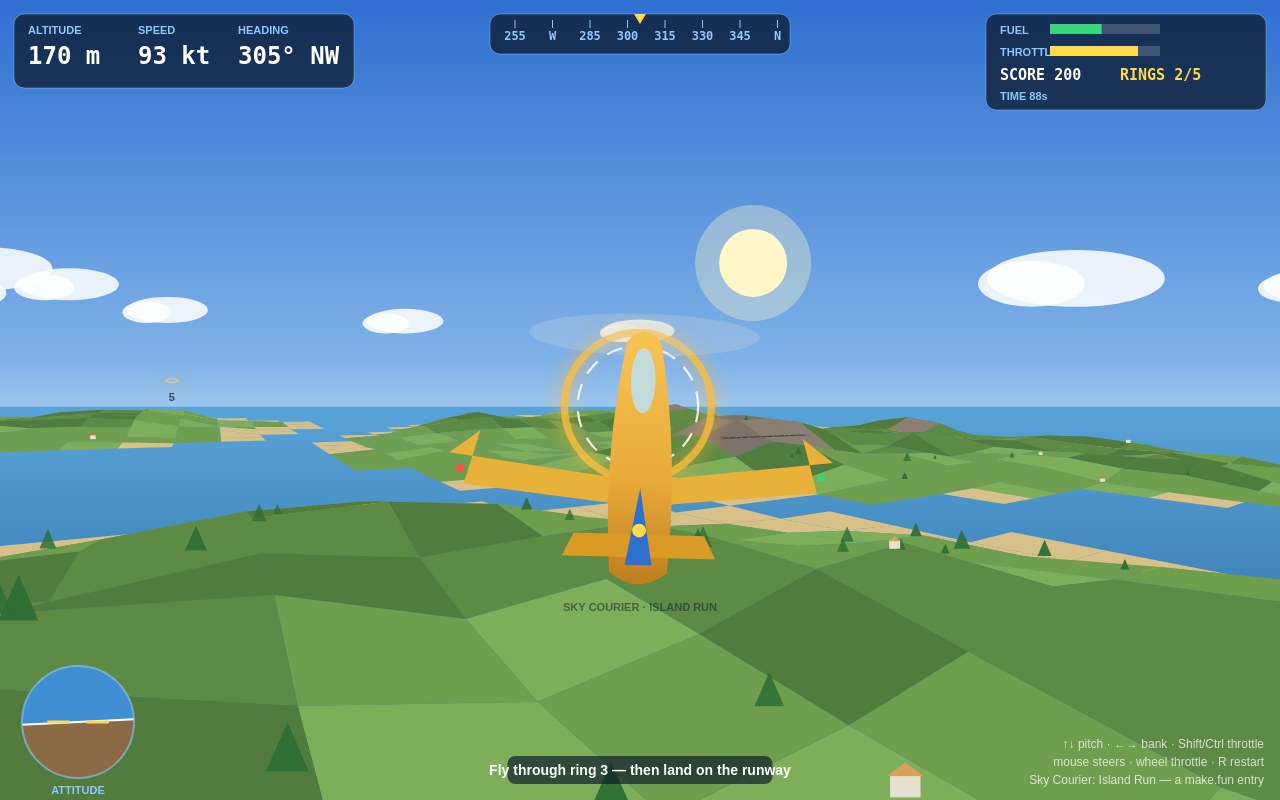 ALTITUDE SPEED HEADING
170 m 93 kt 305° NW
255 W 285 300 315 330 345 N
FUEL
THROTTL
SCORE 200 RINGS 2/5
TIME 88s
5
SKY COURIER · ISLAND RUN
Fly through ring 3 — then land on the runway
↑↓ pitch · ←→ bank · Shift/Ctrl throttle
mouse steers · wheel throttle · R restart
Sky Courier: Island Run — a make.fun entry
ATTITUDE